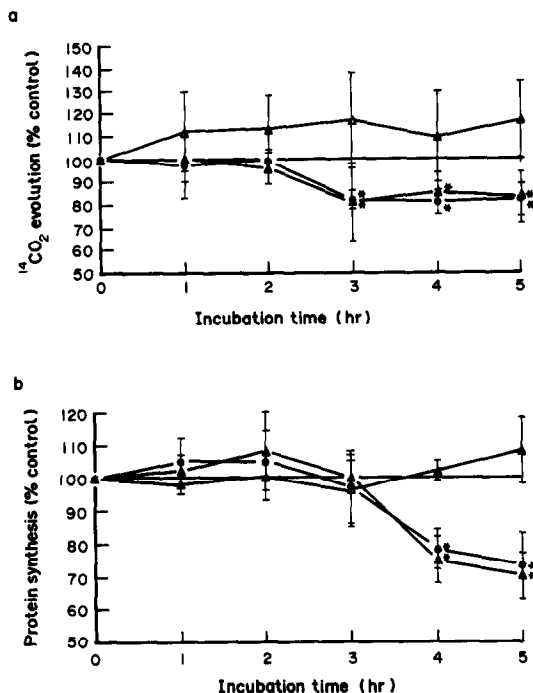 a
150
140
130
120
110
100
90
80
70
60
50
¹⁴CO₂ evolution (% control)
* * * * * *
0 1 2 3 4 5
Incubation time (hr)
b
120
110
100
90
80
70
60
50
Protein synthesis (% control)
* * * *
0 1 2 3 4 5
Incubation time (hr)